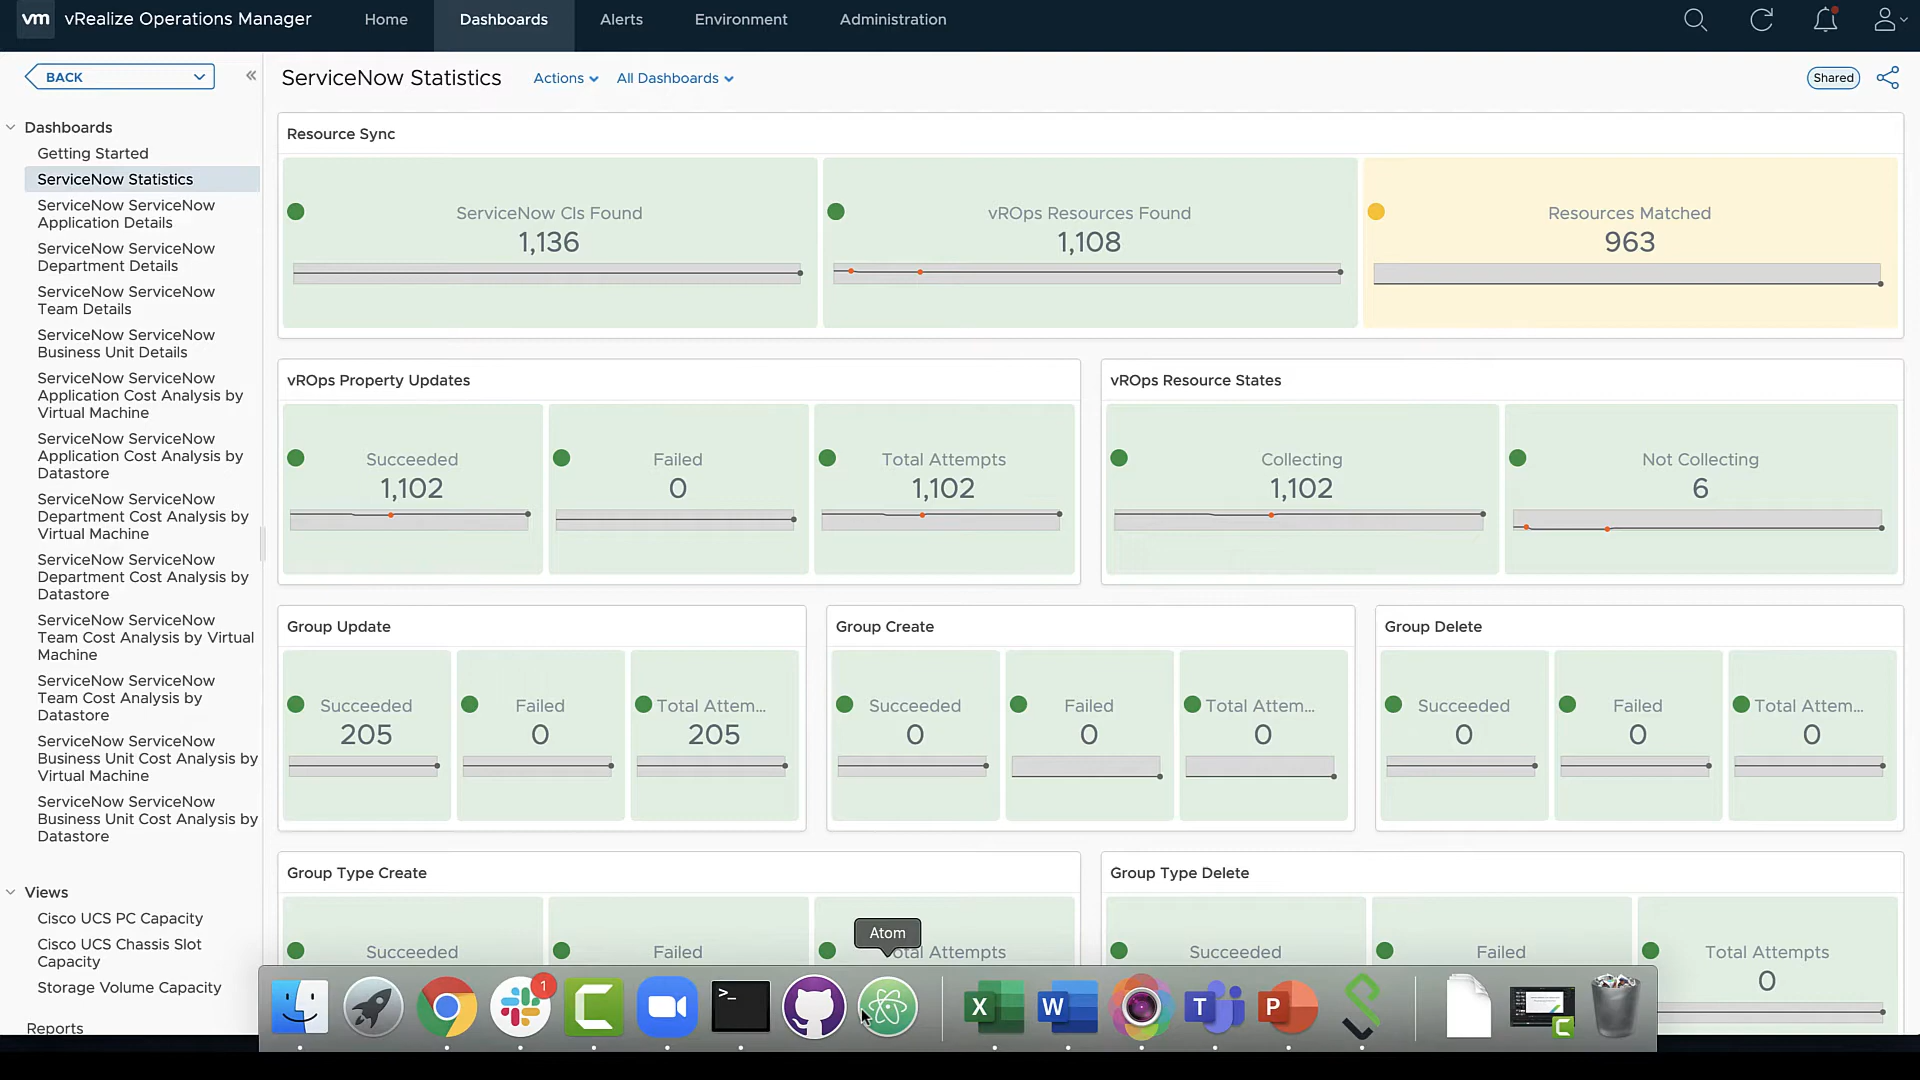 vm vRealize Operations Manager Home Dashboards Alerts Environment Administration
BACK
ServiceNow Statistics Actions All Dashboards Shared
Dashboards
Getting Started
ServiceNow Statistics
ServiceNow ServiceNow
Application Details
ServiceNow ServiceNow
Department Details
ServiceNow ServiceNow
Team Details
ServiceNow ServiceNow
Business Unit Details
ServiceNow ServiceNow
Application Cost Analysis by
Virtual Machine
ServiceNow ServiceNow
Application Cost Analysis by
Datastore
ServiceNow ServiceNow
Department Cost Analysis by
Virtual Machine
ServiceNow ServiceNow
Department Cost Analysis by
Datastore
ServiceNow ServiceNow
Team Cost Analysis by Virtual
Machine
ServiceNow ServiceNow
Team Cost Analysis by
Datastore
ServiceNow ServiceNow
Business Unit Cost Analysis by
Virtual Machine
ServiceNow ServiceNow
Business Unit Cost Analysis by
Datastore
Views
Cisco UCS PC Capacity
Cisco UCS Chassis Slot
Capacity
Storage Volume Capacity
Reports
Resource Sync
ServiceNow CIs Found
1,136
vROps Resources Found
1,108
Resources Matched
963
vROps Property Updates
Succeeded
1,102
Failed
0
Total Attempts
1,102
vROps Resource States
Collecting
1,102
Not Collecting
6
Group Update
Succeeded
205
Failed
0
Total Attem...
205
Group Create
Succeeded
0
Failed
0
Total Attem...
0
Group Delete
Succeeded
0
Failed
0
Total Attem...
0
Group Type Create
Succeeded
Failed
Total Attempts
Group Type Delete
Succeeded
Failed
Total Attempts
0
Atom
1
>_
X
W
T
P